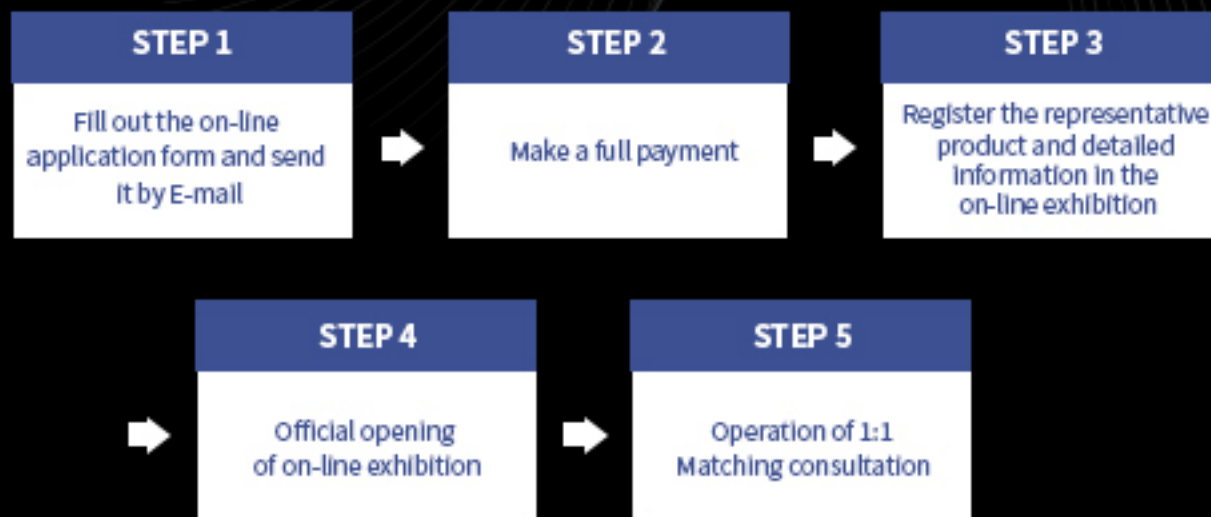 STEP 1
Fill out the on-line
application form and send
it by E-mail
STEP 2
Make a full payment
STEP 3
Register the representative
product and detailed
information in the
on-line exhibition
STEP 4
Official opening
of on-line exhibition
STEP 5
Operation of 1:1
Matching consultation